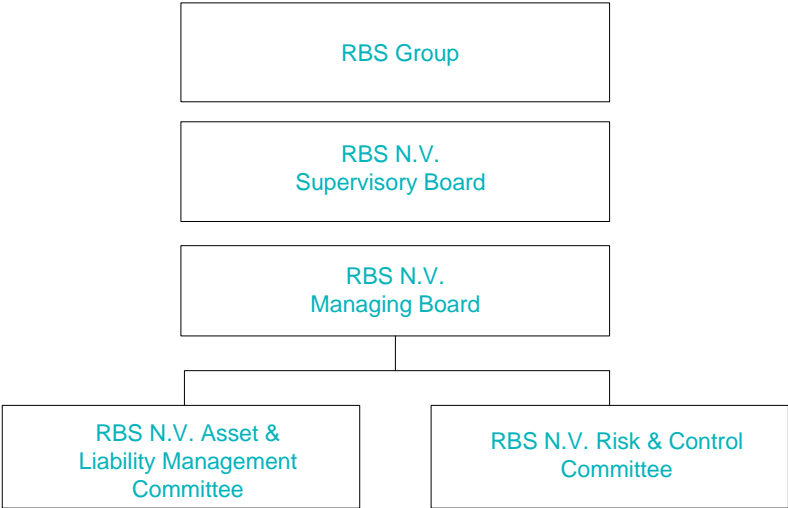 RBS Group
RBS N.V.
Supervisory Board
RBS N.V.
Managing Board
RBS N.V. Asset &
Liability Management
Committee
RBS N.V. Risk & Control
Committee